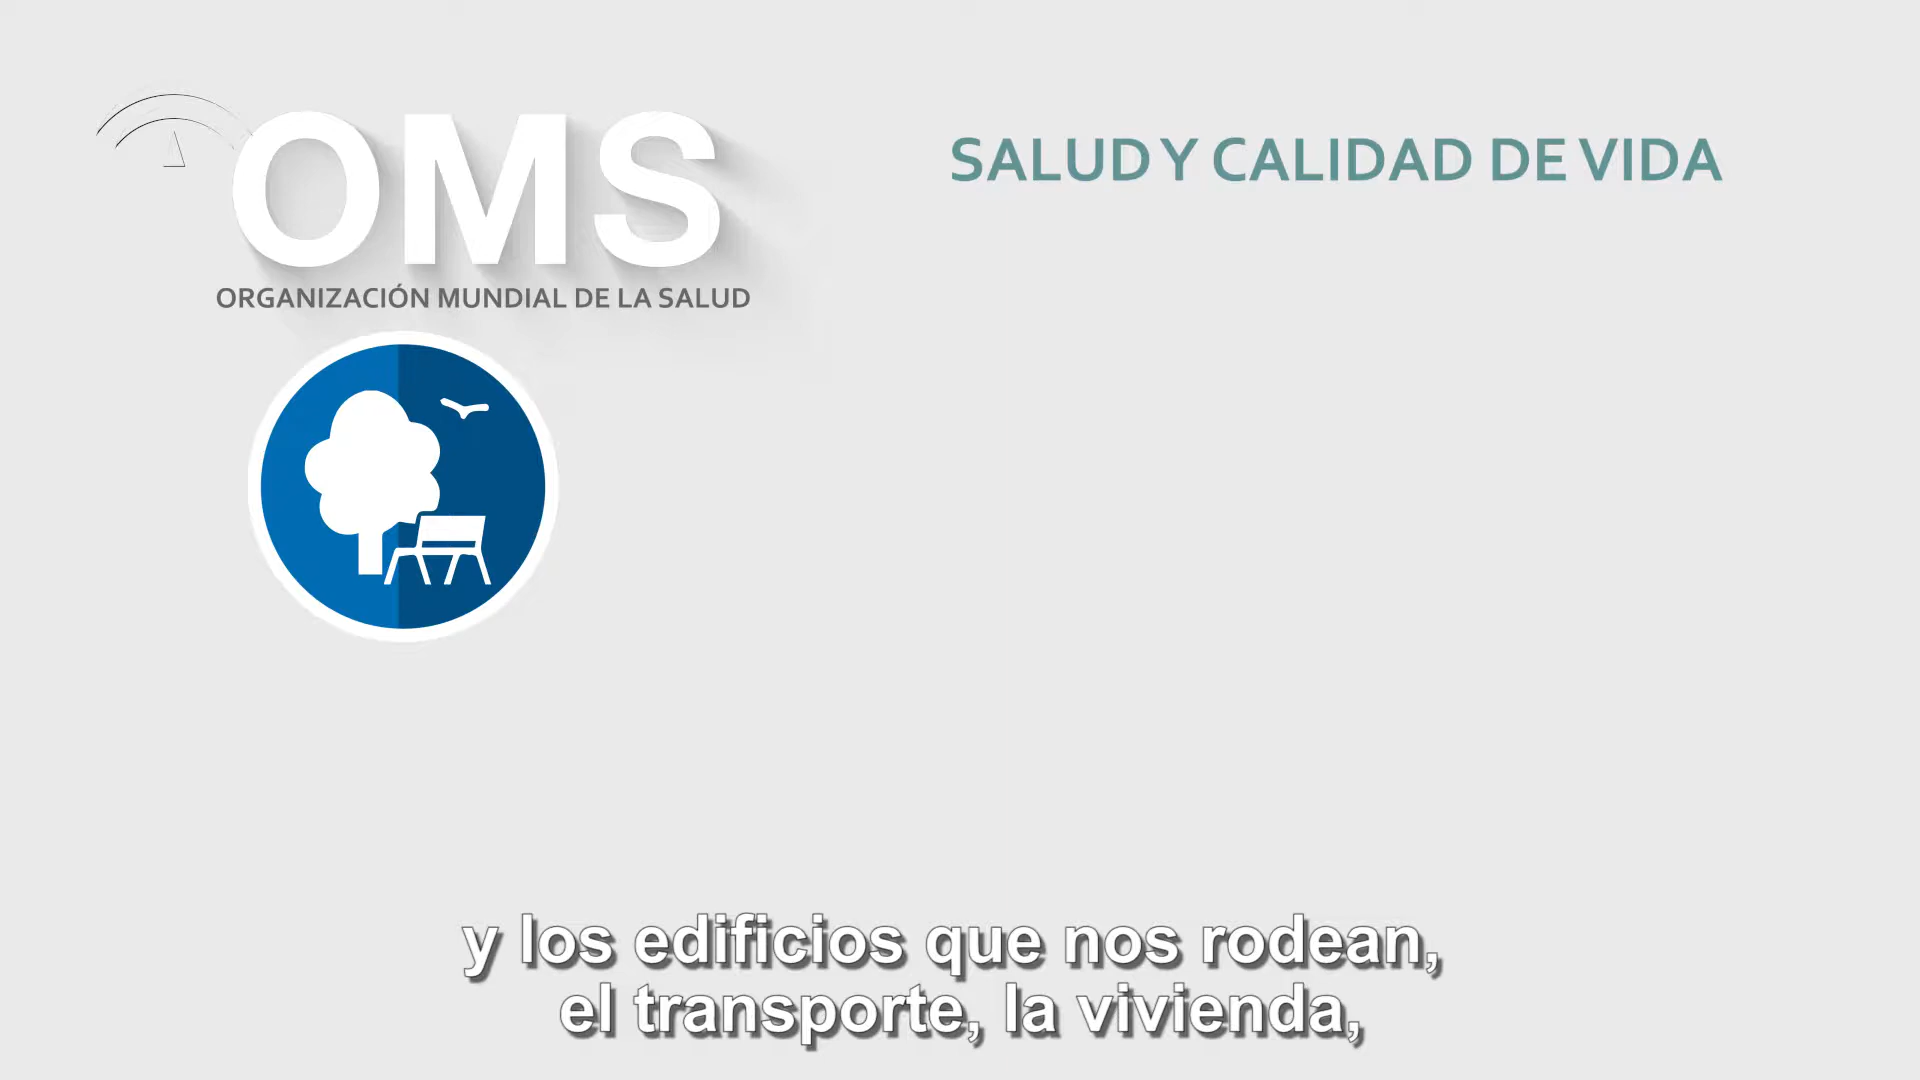 OMS
ORGANIZACIÓN MUNDIAL DE LA SALUD
SALUD Y CALIDAD DE VIDA
y los edificios que nos rodean,
el transporte, la vivienda,